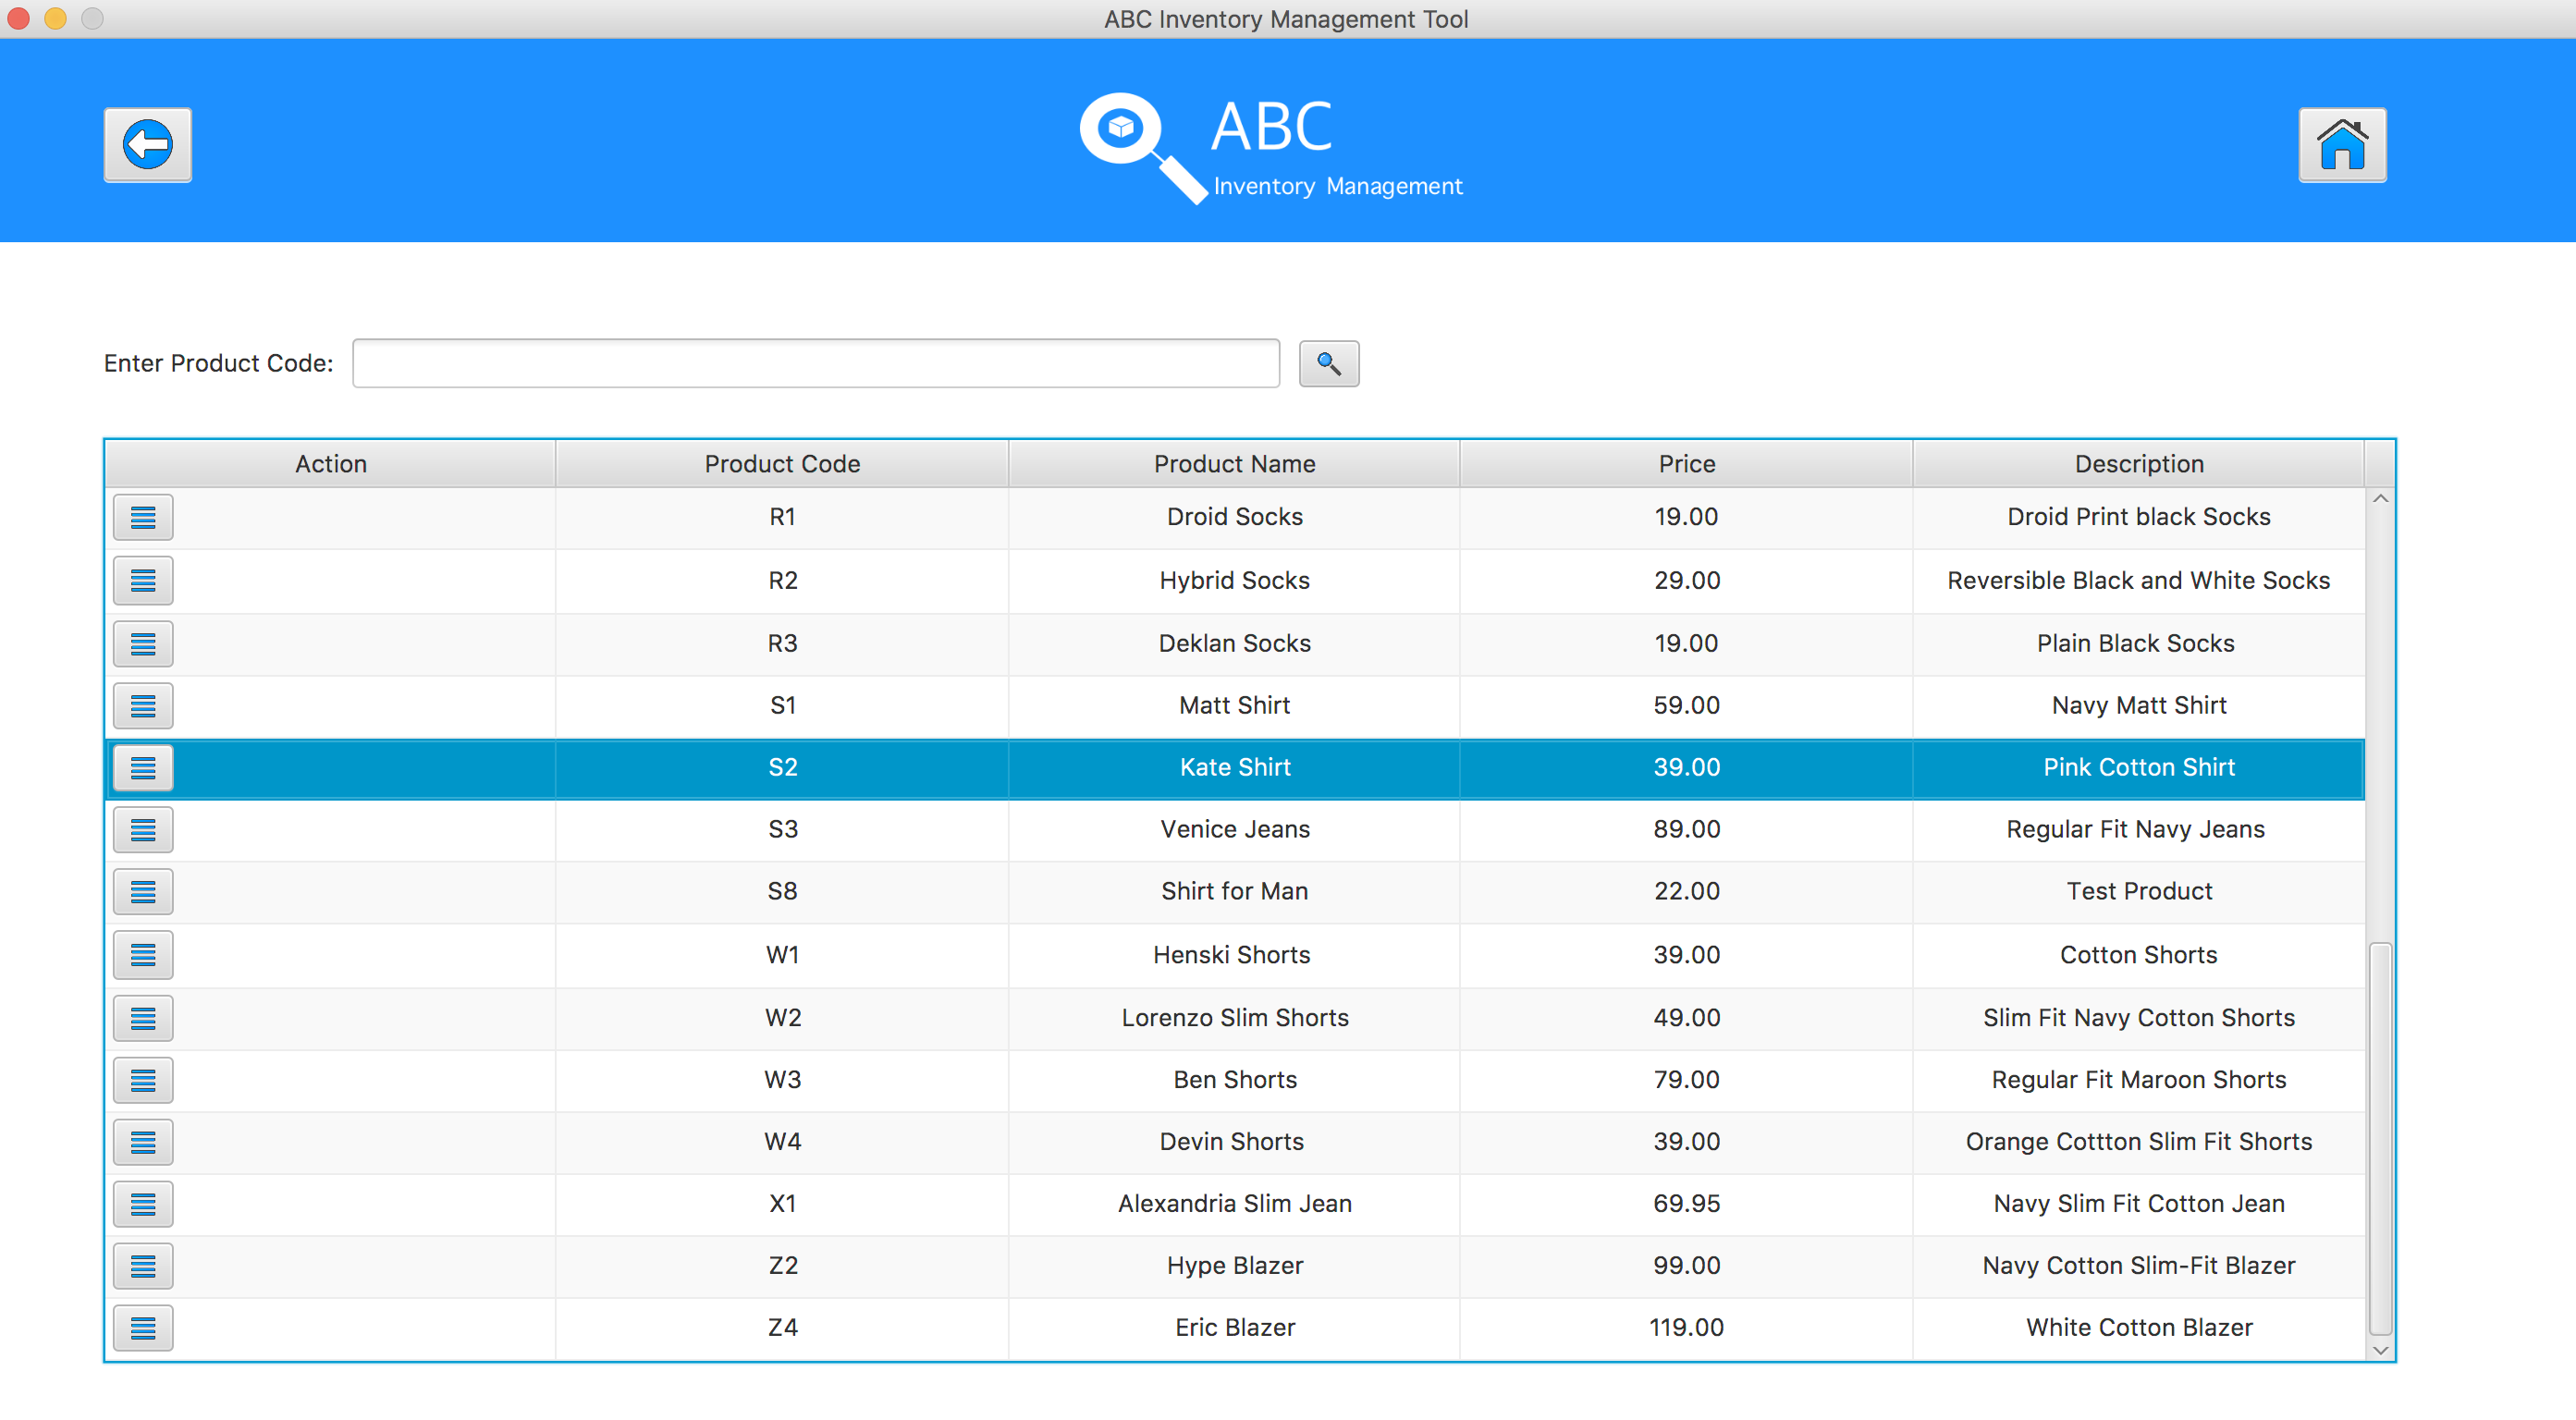 ABC Inventory Management Tool
ABC
Inventory Management
Enter Product Code:
Action Product Code Product Name Price Description
R1 Droid Socks 19.00 Droid Print black Socks
R2 Hybrid Socks 29.00 Reversible Black and White Socks
R3 Deklan Socks 19.00 Plain Black Socks
S1 Matt Shirt 59.00 Navy Matt Shirt
S2 Kate Shirt 39.00 Pink Cotton Shirt
S3 Venice Jeans 89.00 Regular Fit Navy Jeans
S8 Shirt for Man 22.00 Test Product
W1 Henski Shorts 39.00 Cotton Shorts
W2 Lorenzo Slim Shorts 49.00 Slim Fit Navy Cotton Shorts
W3 Ben Shorts 79.00 Regular Fit Maroon Shorts
W4 Devin Shorts 39.00 Orange Cottton Slim Fit Shorts
X1 Alexandria Slim Jean 69.95 Navy Slim Fit Cotton Jean
Z2 Hype Blazer 99.00 Navy Cotton Slim-Fit Blazer
Z4 Eric Blazer 119.00 White Cotton Blazer